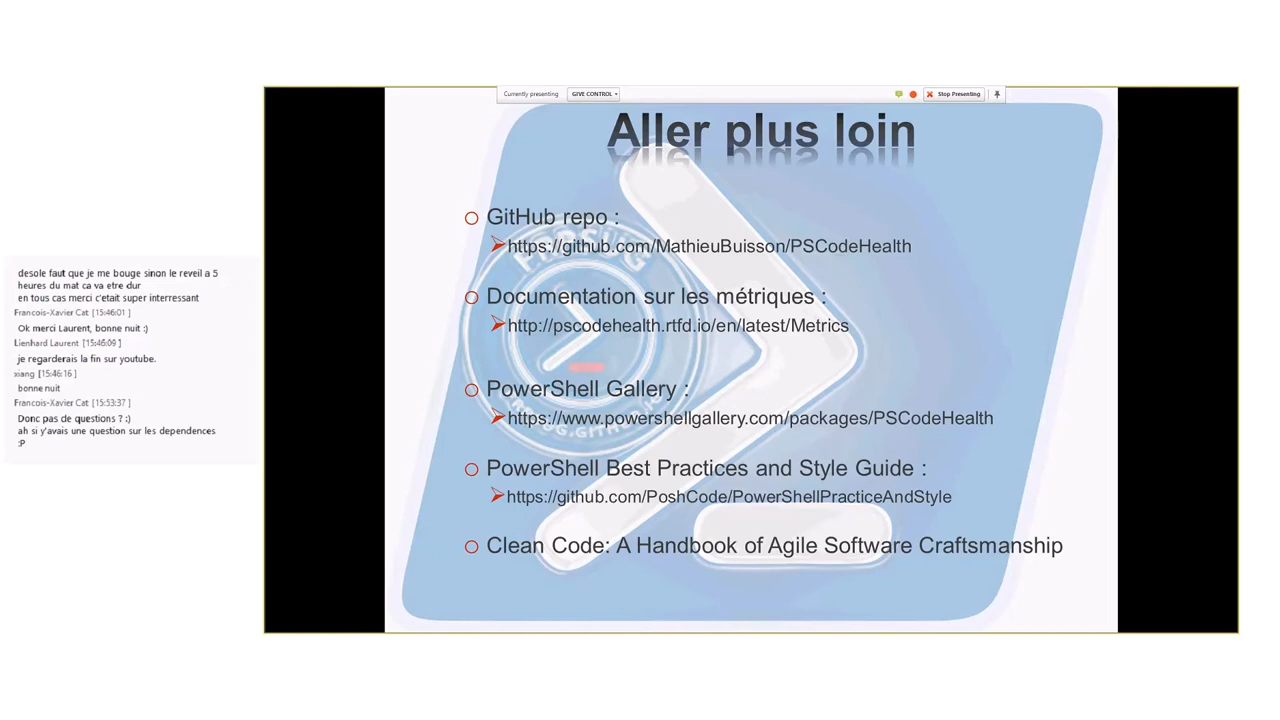 desole faut que je me bouge sinon le reveil a 5
heures du mat ca va etre dur
en tous cas merci c'etait super interressant
Francois-Xavier Cat [15:46:01 ]
Ok merci Laurent, bonne nuit :)
Lienhard Laurent [15:46:09 ]
je regarderais la fin sur youtube.
xiang [15:46:16 ]
bonne nuit
Francois-Xavier Cat [15:53:37 ]
Donc pas de questions ? :)
ah si y'avais une question sur les dependences
:P
Currently presenting GIVE CONTROL Stop Presenting
Aller plus loin
GitHub repo :
https://github.com/MathieuBuisson/PSCodeHealth
Documentation sur les métriques :
http://pscodehealth.rtfd.io/en/latest/Metrics
PowerShell Gallery :
https://www.powershellgallery.com/packages/PSCodeHealth
PowerShell Best Practices and Style Guide :
https://github.com/PoshCode/PowerShellPracticeAndStyle
Clean Code: A Handbook of Agile Software Craftsmanship
FRPSUG